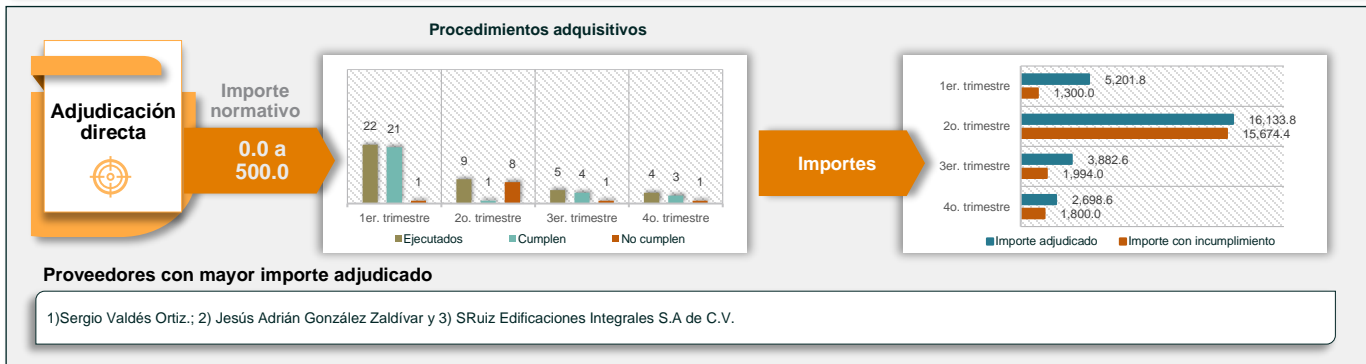 Procedimientos adquisitivos
Adjudicación
directa
Importe
normativo
0.0 a
500.0
22
21
1
9
1
8
5
4
1
4
3
1
1er. trimestre
2o. trimestre
3er. trimestre
4o. trimestre
Ejecutados
Cumplen
No cumplen
Importes
1er. trimestre
5,201.8
1,300.0
2o. trimestre
16,133.8
15,674.4
3er. trimestre
3,882.6
1,994.0
4o. trimestre
2,698.6
1,800.0
Importe adjudicado
Importe con incumplimiento
Proveedores con mayor importe adjudicado
1)Sergio Valdés Ortiz.; 2) Jesús Adrián González Zaldívar y 3) SRuiz Edificaciones Integrales S.A de C.V.